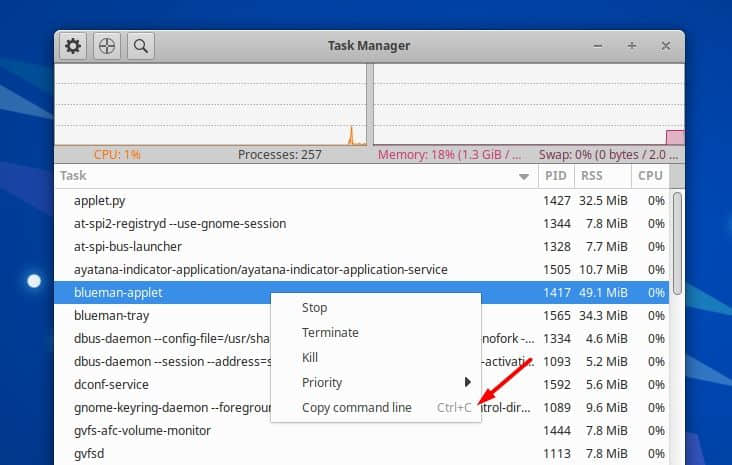 Task Manager
CPU: 1% Processes: 257 Memory: 18% (1.3 GiB / ... Swap: 0% (0 bytes / 2.0 ...
Task PID RSS CPU
applet.py 1427 32.5 MiB 0%
at-spi2-registryd --use-gnome-session 1344 7.8 MiB 0%
at-spi-bus-launcher 1328 7.7 MiB 0%
ayatana-indicator-application/ayatana-indicator-application-service 1505 10.7 MiB 0%
blueman-applet 1417 49.1 MiB 0%
Stop
blueman-tray 1565 34.3 MiB 0%
Terminate
dbus-daemon --config-file=/usr/sha nofork -... 1334 4.6 MiB 0%
Kill
dbus-daemon --session --address=s -activati... 1093 5.2 MiB 0%
Priority
dconf-service 1592 5.6 MiB 0%
Copy command line Ctrl+C
gnome-keyring-daemon --foregroun trol-dir... 1089 9.6 MiB 0%
gvfs-afc-volume-monitor 1444 7.8 MiB 0%
gvfsd 1113 7.8 MiB 0%